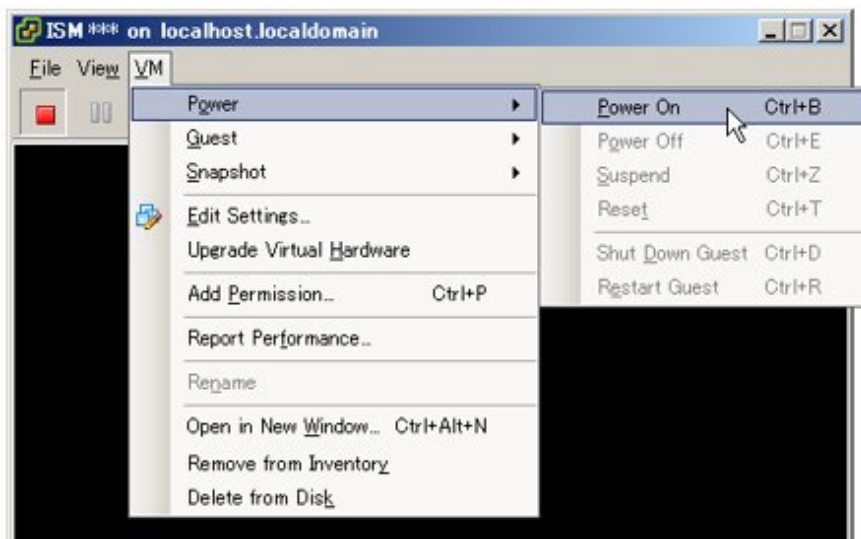 ISM *** on localhost.localdomain
File View VM
Power
Guest
Snapshot
Edit Settings...
Upgrade Virtual Hardware
Add Permission... Ctrl+P
Report Performance...
Rename
Open in New Window... Ctrl+Alt+N
Remove from Inventory
Delete from Disk
Power On Ctrl+B
Power Off Ctrl+E
Suspend Ctrl+Z
Reset Ctrl+T
Shut Down Guest Ctrl+D
Restart Guest Ctrl+R